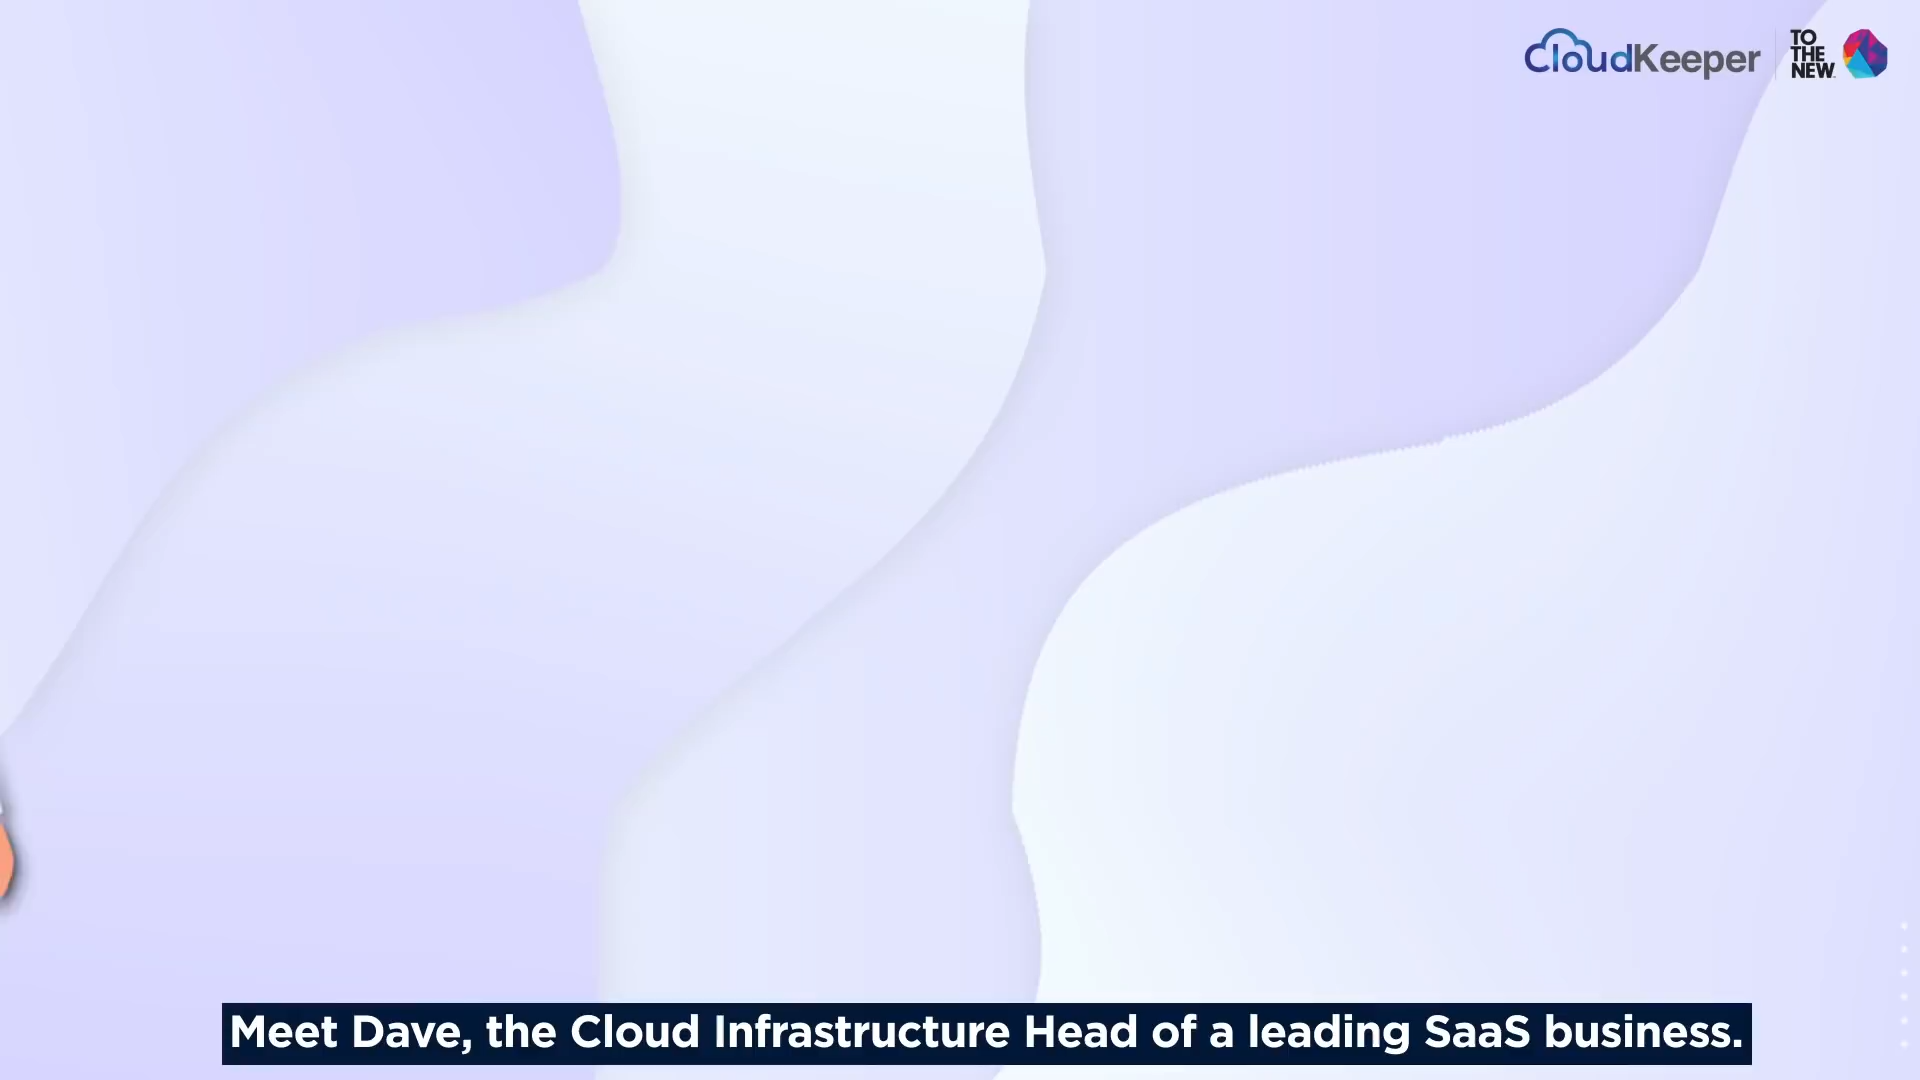 CloudKeeper
TO
THE
NEW
Meet Dave, the Cloud Infrastructure Head of a leading SaaS business.